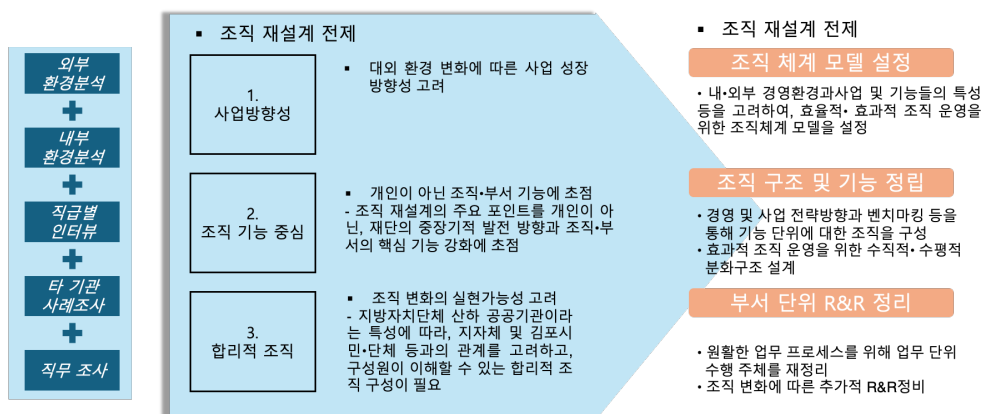 외부
환경분석
+
내부
환경분석
+
직급별
인터뷰
+
타 기관
사례조사
+
직무 조사
▪ 조직 재설계 전제
1.
사업방향성
▪ 대외 환경 변화에 따른 사업 성장
방향성 고려
2.
조직 기능 중심
▪ 개인이 아닌 조직•부서 기능에 초점
- 조직 재설계의 주요 포인트를 개인이 아
닌, 재단의 중장기적 발전 방향과 조직•부
서의 핵심 기능 강화에 초점
3.
합리적 조직
▪ 조직 변화의 실현가능성 고려
- 지방자치단체 산하 공공기관이라
는 특성에 따라, 지자체 및 김포시
민•단체 등과의 관계를 고려하고,
구성원이 이해할 수 있는 합리적 조
직 구성이 필요
▪ 조직 재설계 전제
조직 체계 모델 설정
• 내•외부 경영환경과사업 및 기능들의 특성
등을 고려하여, 효율적• 효과적 조직 운영을
위한 조직체계 모델을 설정
조직 구조 및 기능 정립
• 경영 및 사업 전략방향과 벤치마킹 등을
통해 기능 단위에 대한 조직을 구성
• 효과적 조직 운영을 위한 수직적• 수평적
분화구조 설계
부서 단위 R&R 정리
• 원활한 업무 프로세스를 위해 업무 단위
수행 주체를 재정리
• 조직 변화에 따른 추가적 R&R정비